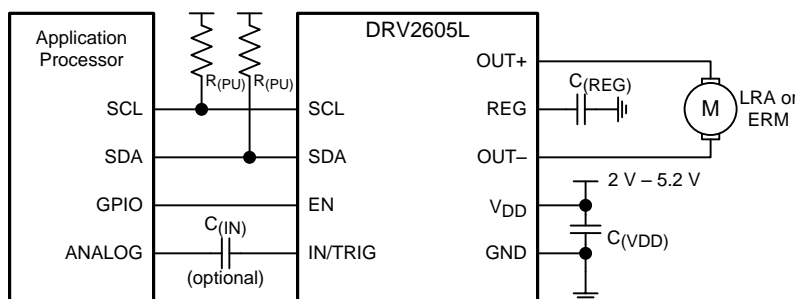 Application
Processor
SCL
SDA
GPIO
ANALOG
R(PU)
R(PU)
C(IN)
(optional)
DRV2605L
SCL
SDA
EN
IN/TRIG
OUT+
REG
OUT–
VDD
GND
C(REG)
M
LRA or
ERM
2 V – 5.2 V
C(VDD)